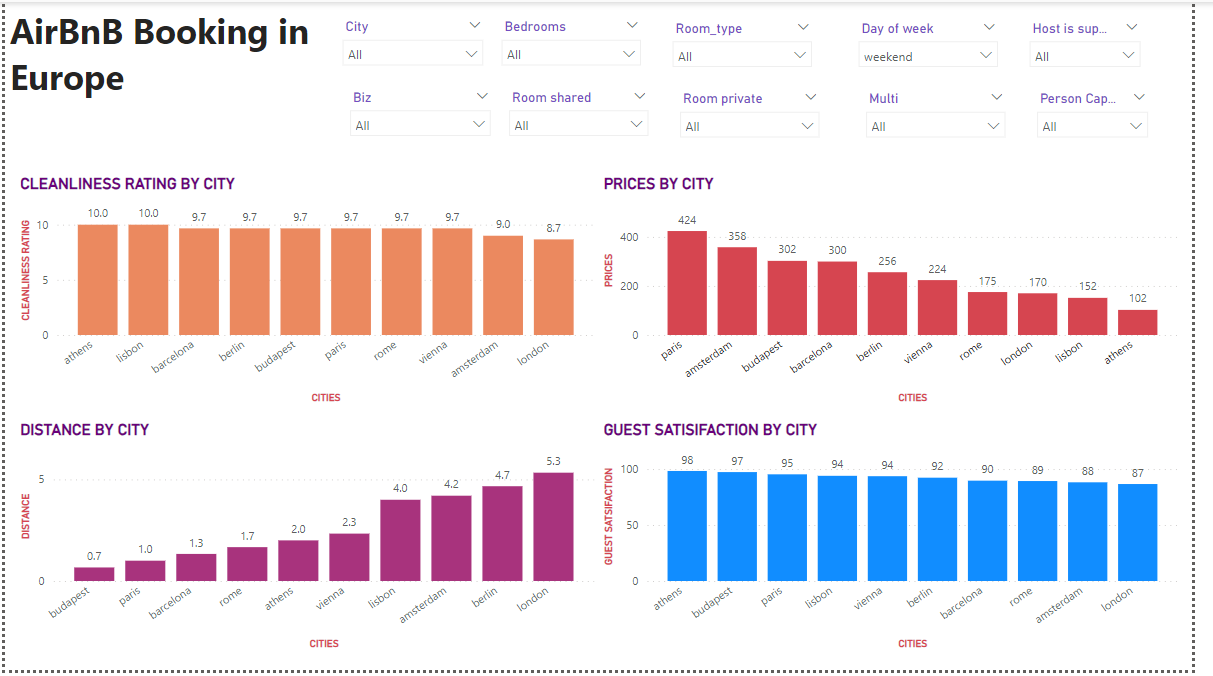 AirBnB Booking in
Europe
City
Bedrooms
Room_type
Day of week
Host is sup...
All
All
All
weekend
All
Biz
Room shared
Room private
Multi
Person Cap...
All
All
All
All
All
CLEANLINESS RATING BY CITY
CLEANLINESS RATING
10
5
0
10.0
10.0
9.7
9.7
9.7
9.7
9.7
9.7
9.0
8.7
athens
lisbon
barcelona
berlin
budapest
paris
rome
vienna
amsterdam
london
CITIES
PRICES BY CITY
PRICES
400
200
0
424
358
302
300
256
224
175
170
152
102
paris
amsterdam
budapest
barcelona
berlin
vienna
rome
london
lisbon
athens
CITIES
DISTANCE BY CITY
DISTANCE
5
0
0.7
1.0
1.3
1.7
2.0
2.3
4.0
4.2
4.7
5.3
budapest
paris
barcelona
rome
athens
vienna
lisbon
amsterdam
berlin
london
CITIES
GUEST SATISIFACTION BY CITY
GUEST SATSIFACTION
100
50
0
98
97
95
94
94
92
90
89
88
87
athens
budapest
paris
lisbon
vienna
berlin
barcelona
rome
amsterdam
london
CITIES